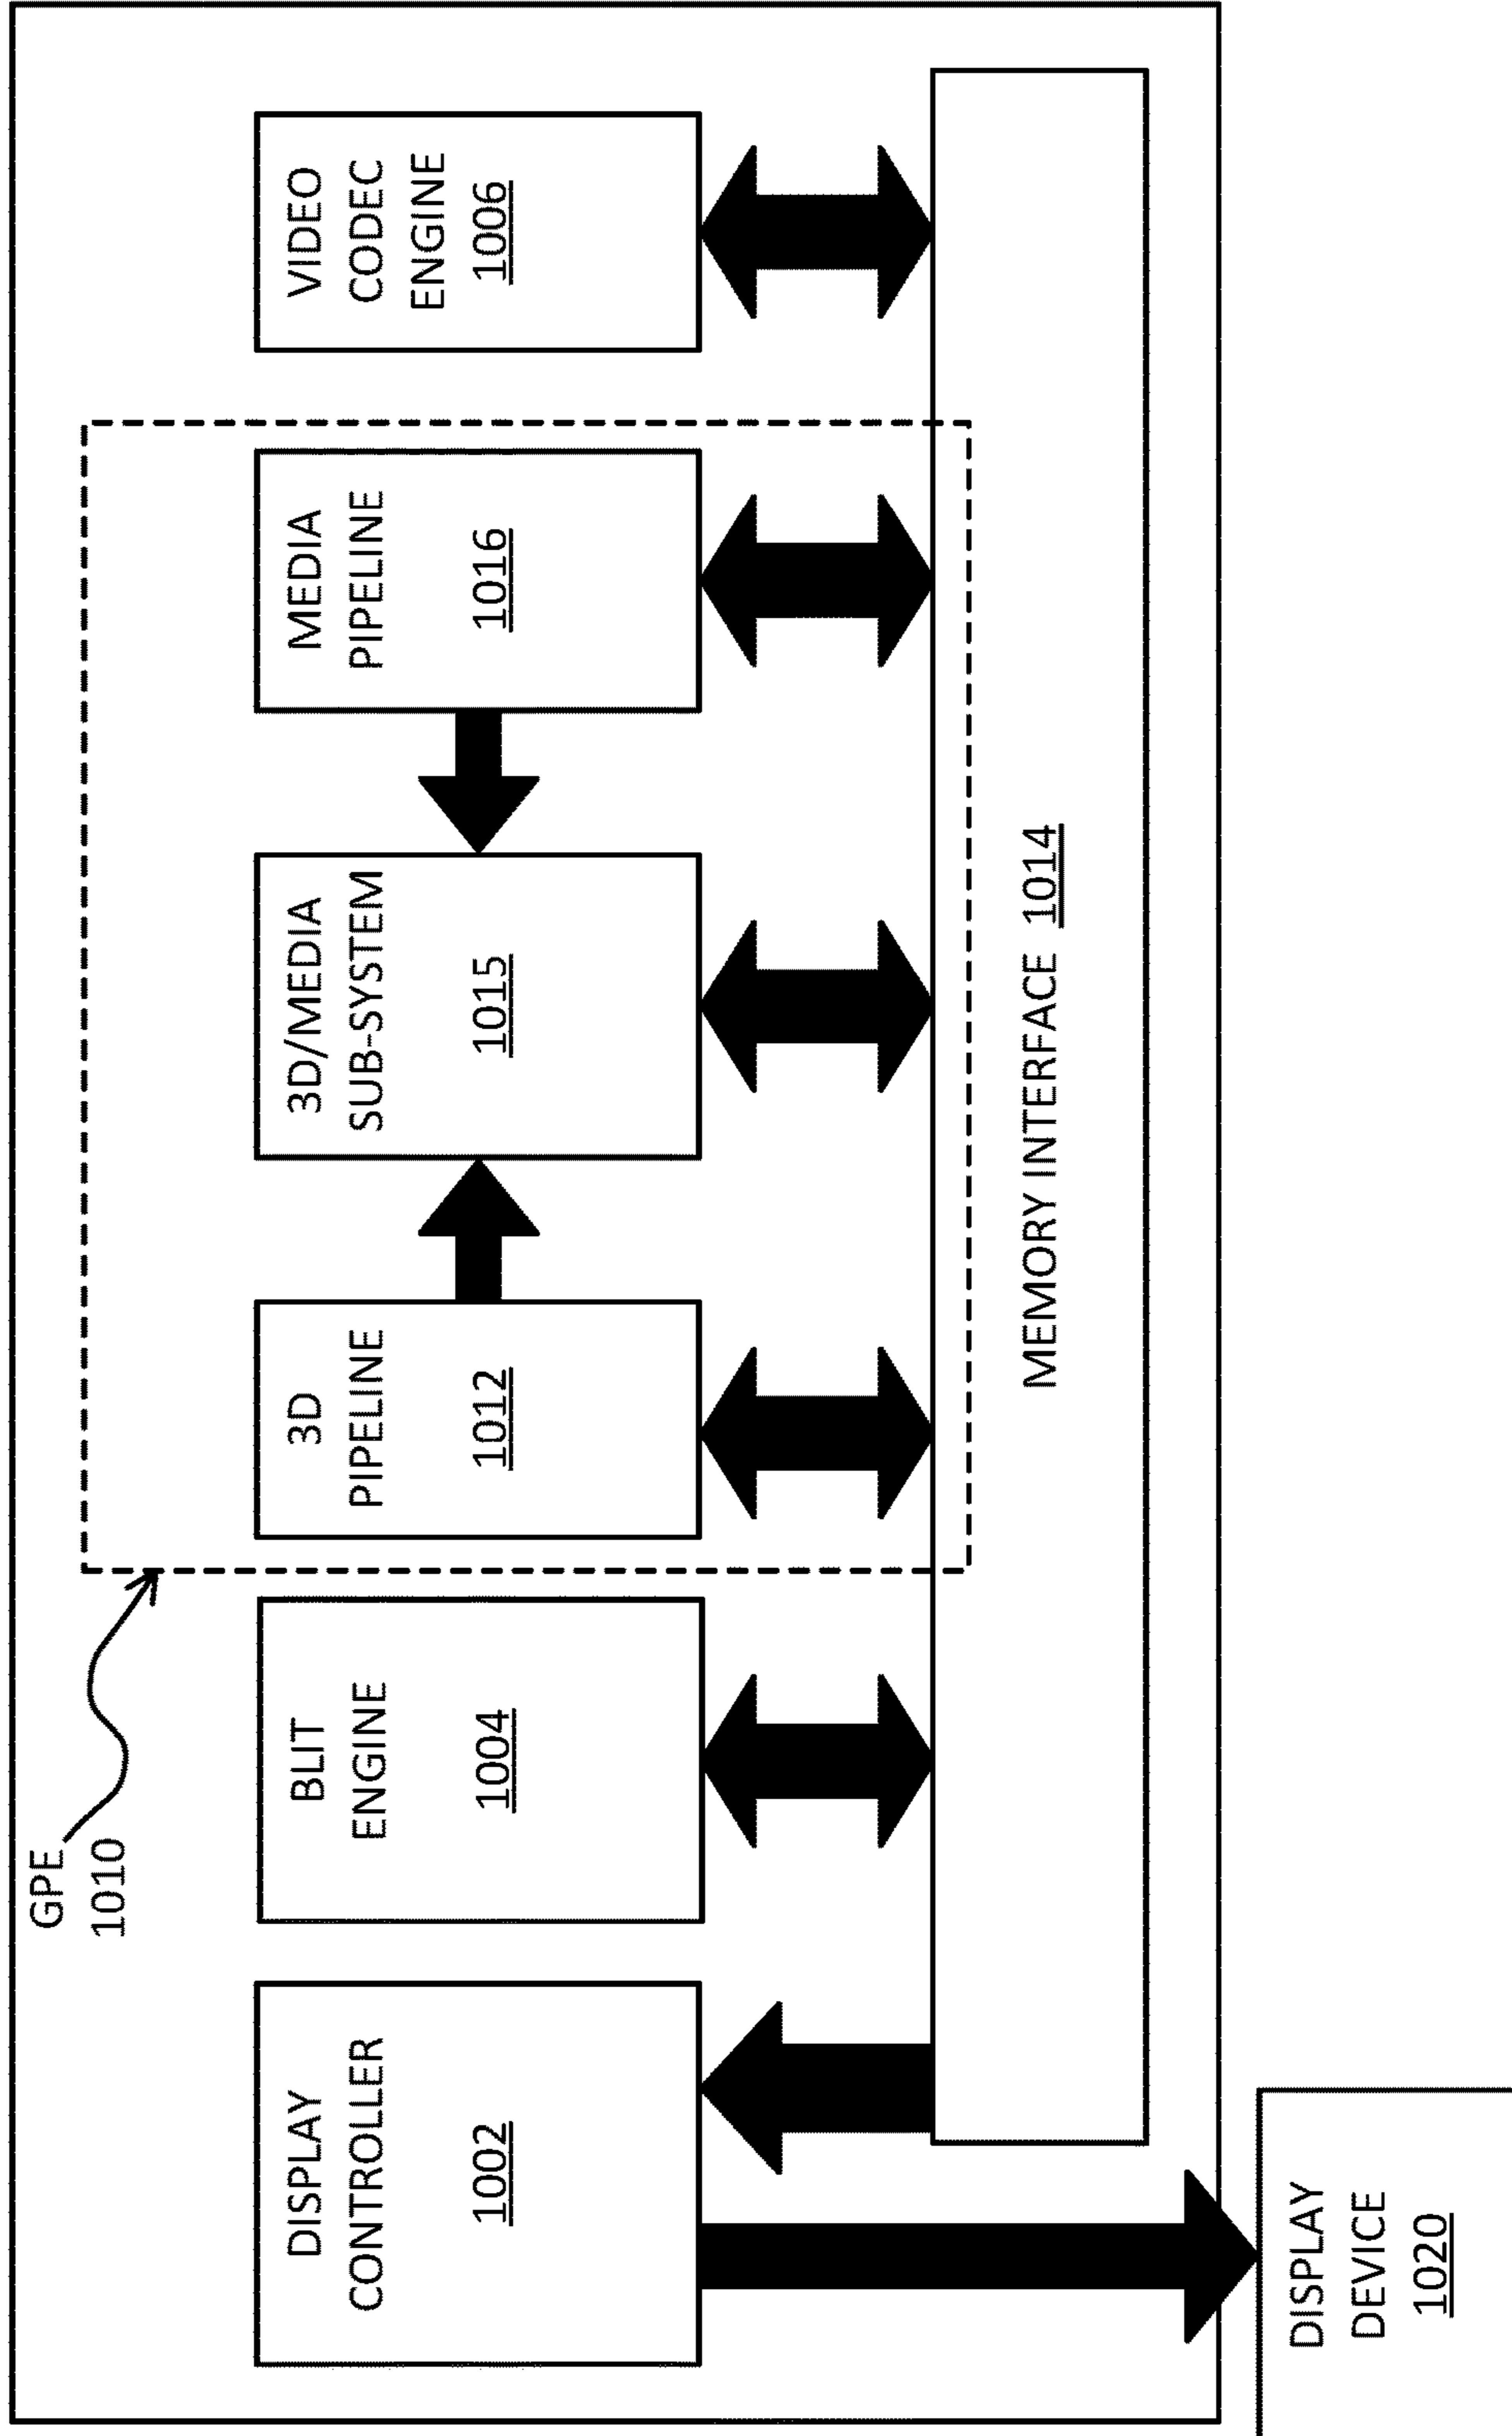 GPE
1010
DISPLAY
CONTROLLER
1002
BLIT
ENGINE
1004
3D
PIPELINE
1012
3D/MEDIA
SUB-SYSTEM
1015
MEDIA
PIPELINE
1016
VIDEO
CODEC
ENGINE
1006
MEMORY INTERFACE 1014
DISPLAY
DEVICE
1020